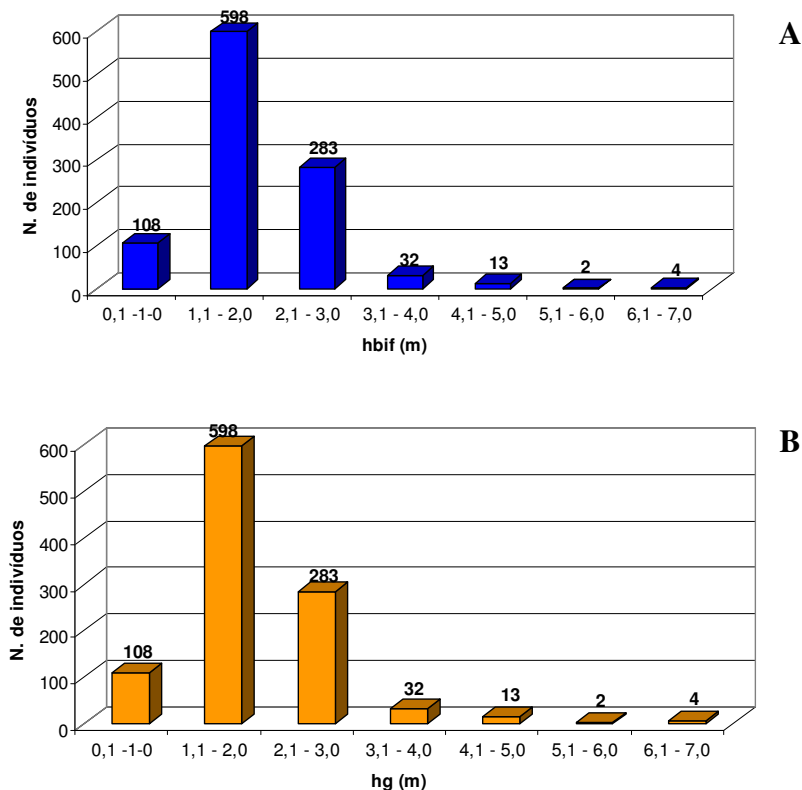 A
N. de indivíduos
600
500
400
300
200
100
0
108
598
283
32
13
2
4
0,1 -1-0
1,1 - 2,0
2,1 - 3,0
3,1 - 4,0
4,1 - 5,0
5,1 - 6,0
6,1 - 7,0
hbif (m)
B
N. de indivíduos
600
500
400
300
200
100
0
108
598
283
32
13
2
4
0,1 -1-0
1,1 - 2,0
2,1 - 3,0
3,1 - 4,0
4,1 - 5,0
5,1 - 6,0
6,1 - 7,0
hg (m)